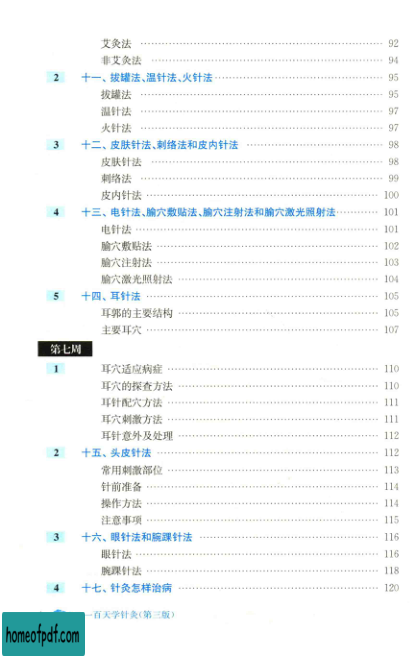 艾灸法 …… 92
非艾灸法 …… 94
2 十一、拔罐法、温针法、火针法 …… 95
拔罐法 …… 95
温针法 …… 97
火针法 …… 97
3 十二、皮肤针法、刺络法和皮内针法 …… 98
皮肤针法 …… 98
刺络法 …… 99
皮内针法 …… 100
4 十三、电针法、腧穴敷贴法、腧穴注射法和腧穴激光照射法 …… 101
电针法 …… 101
腧穴敷贴法 …… 102
腧穴注射法 …… 103
腧穴激光照射法 …… 104
5 十四、耳针法 …… 105
耳郭的主要结构 …… 105
主要耳穴 …… 107
第七周
1 耳穴适应病症 …… 110
耳穴的探查方法 …… 110
耳针配穴方法 …… 111
耳穴刺激方法 …… 111
耳针意外及处理 …… 112
2 十五、头皮针法 …… 112
常用刺激部位 …… 113
针前准备 …… 114
操作方法 …… 114
注意事项 …… 115
3 十六、眼针法和腕踝针法 …… 116
眼针法 …… 116
腕踝针法 …… 118
4 十七、针灸怎样治病 …… 120
一百天学针灸(第三版)
homeofpdf.com